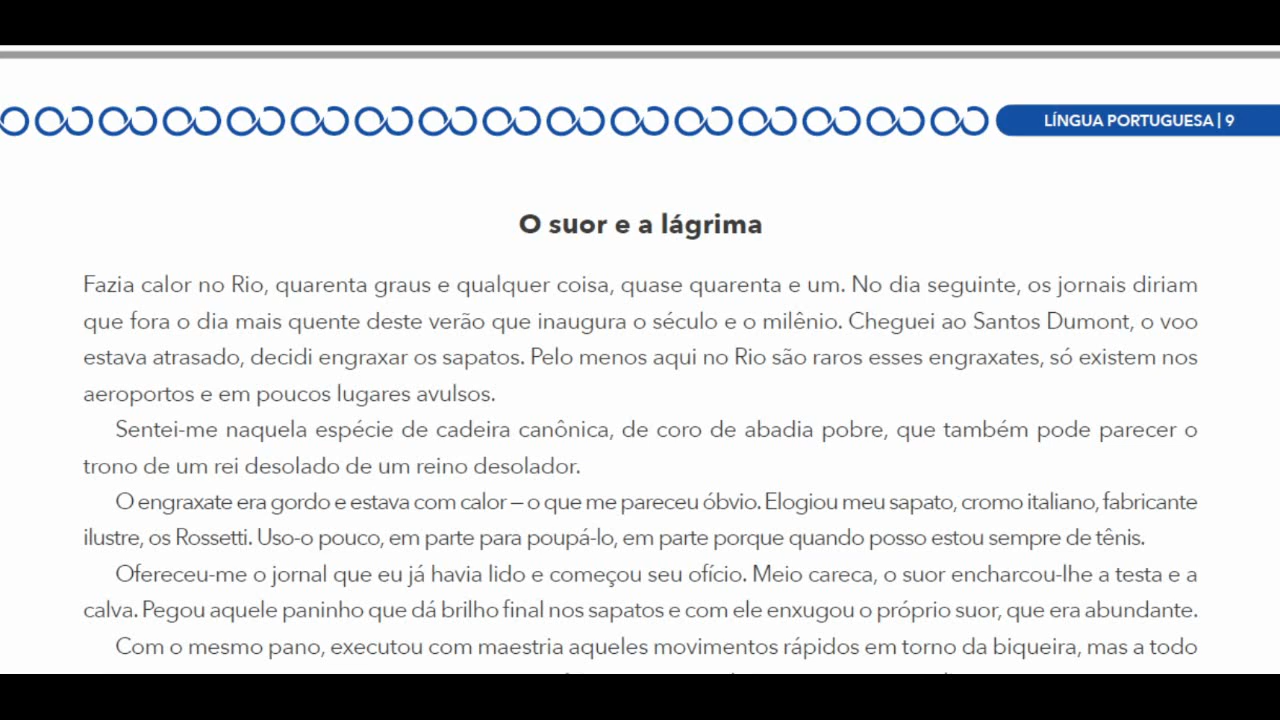 LÍNGUA PORTUGUESA | 9
O suor e a lágrima
Fazia calor no Rio, quarenta graus e qualquer coisa, quase quarenta e um. No dia seguinte, os jornais diriam
que fora o dia mais quente deste verão que inaugura o século e o milênio. Cheguei ao Santos Dumont, o voo
estava atrasado, decidi engraxar os sapatos. Pelo menos aqui no Rio são raros esses engraxates, só existem nos
aeroportos e em poucos lugares avulsos.
Sentei-me naquela espécie de cadeira canônica, de coro de abadia pobre, que também pode parecer o
trono de um rei desolado de um reino desolador.
O engraxate era gordo e estava com calor – o que me pareceu óbvio. Elogiou meu sapato, cromo italiano, fabricante
ilustre, os Rossetti. Uso-o pouco, em parte para poupá-lo, em parte porque quando posso estou sempre de tênis.
Ofereceu-me o jornal que eu já havia lido e começou seu ofício. Meio careca, o suor encharcou-lhe a testa e a
calva. Pegou aquele paninho que dá brilho final nos sapatos e com ele enxugou o próprio suor, que era abundante.
Com o mesmo pano, executou com maestria aqueles movimentos rápidos em torno da biqueira, mas a todo